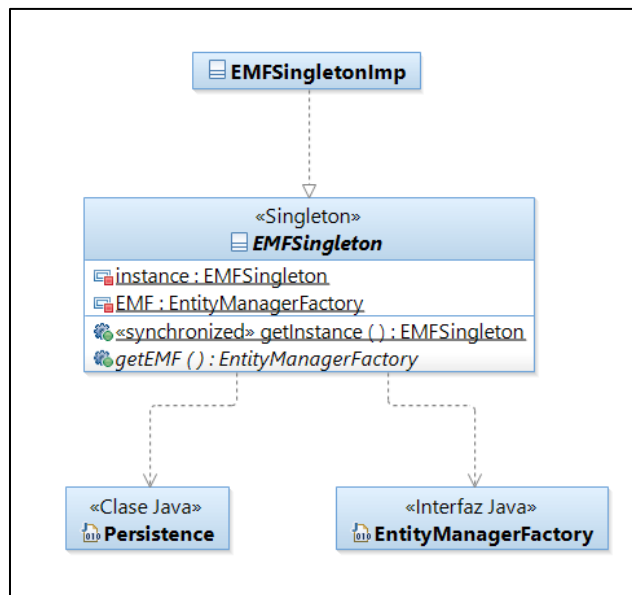 EMFSingletonImp
«Singleton»
EMFSingleton
instance : EMFSingleton
EMF : EntityManagerFactory
«synchronized» getInstance ( ) : EMFSingleton
getEMF ( ) : EntityManagerFactory
«Clase Java»
Persistence
«Interfaz Java»
EntityManagerFactory